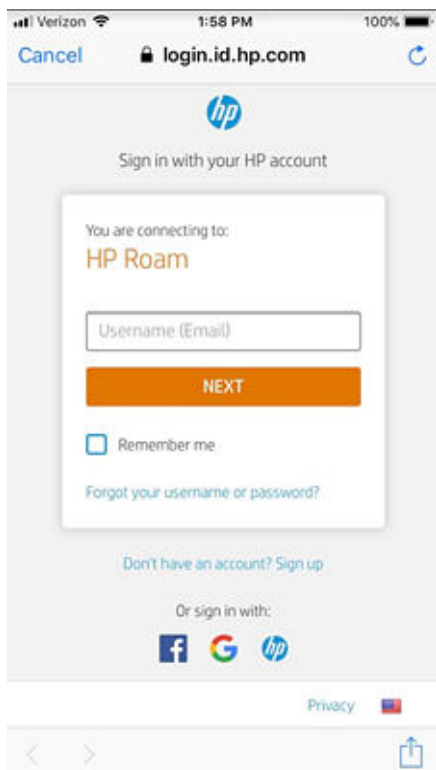 Verizon 1:58 PM 100%
Cancel login.id.hp.com
hp
Sign in with your HP account
You are connecting to:
HP Roam
Username (Email)
NEXT
Remember me
Forgot your username or password?
Don't have an account? Sign up
Or sign in with:
f G hp
Privacy